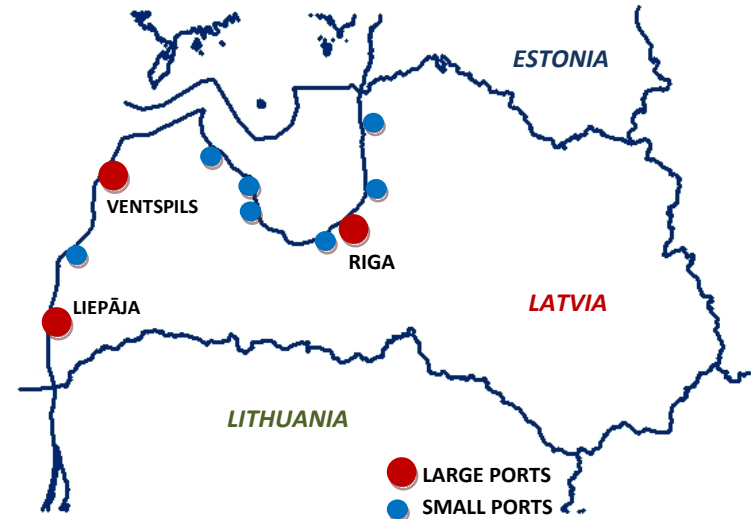 ESTONIA
VENTSPILS
RIGA
LIEPĀJA
LATVIA
LITHUANIA
LARGE PORTS
SMALL PORTS